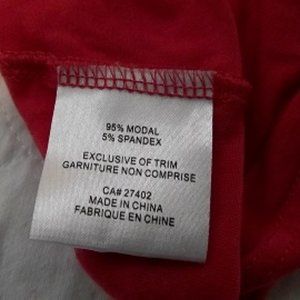 95% MODAL
5% SPANDEX
EXCLUSIVE OF TRIM
GARNITURE NON COMPRISE
CA# 27402
MADE IN CHINA
FABRIQUE EN CHINE